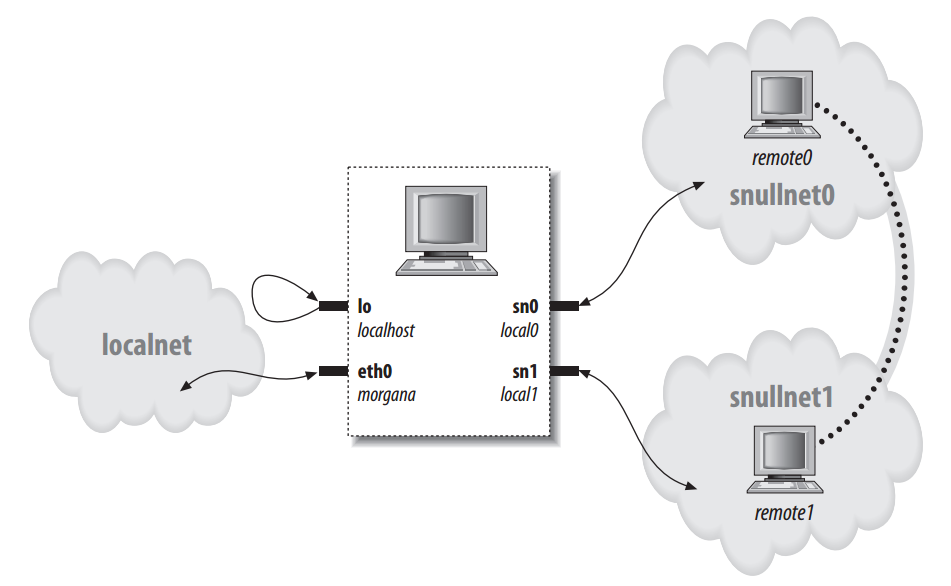 remote0
snullnet0
lo
localhost
sn0
local0
localnet
eth0
morgana
sn1
local1
snullnet1
remote1